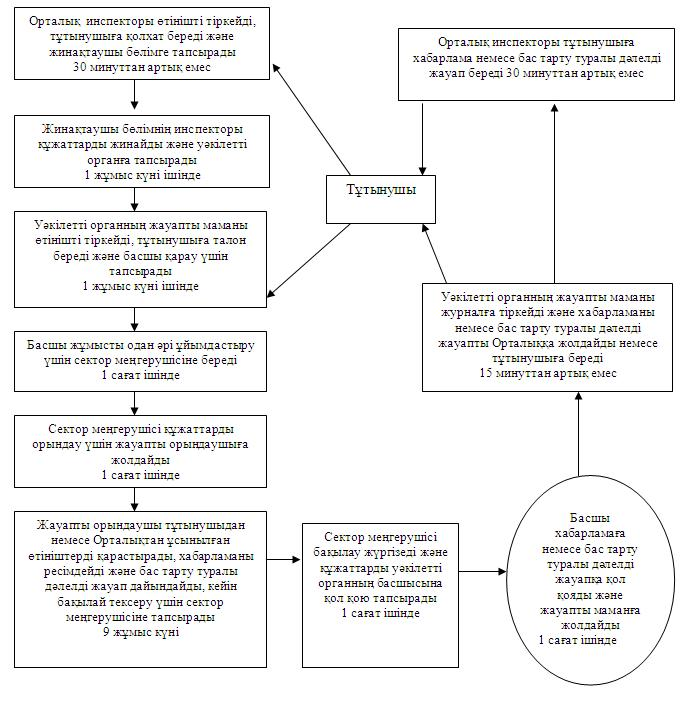 Орталық инспекторы өтінішті тіркейді,
тұтынушыға қолхат береді және
жинақтаушы бөлімге тапсырады
30 минуттан артық емес
Орталық инспекторы тұтынушыға
хабарлама немесе бас тарту туралы дәлелді
жауап береді 30 минуттан артық емес
Жинақтаушы бөлімнің инспекторы
құжаттарды жинайды және уәкілетті
органға тапсырады
1 жұмыс күні ішінде
Тұтынушы
Уәкілетті органның жауапты маманы
өтінішті тіркейді, тұтынушыға талон
береді және басшы қарау үшін
тапсырады
1 жұмыс күні ішінде
Уәкілетті органның жауапты маманы
журналға тіркейді және хабарламаны
немесе бас тарту туралы дәлелді
жауапты Орталыққа жолдайды немесе
тұтынушыға береді
15 минуттан артық емес
Басшы жұмысты одан әрі ұйымдастыру
үшін сектор меңгерушісіне береді
1 сағат ішінде
Сектор меңгерушісі құжаттарды
орындау үшін жауапты орындаушыға
жолдайды
1 сағат ішінде
Жауапты орындаушы тұтынушыдан
немесе Орталықтан ұсынылған
өтініштерді қарастырады, хабарламаны
ресімдейді және бас тарту туралы
дәлелді жауап дайындайды, кейін
бақылай тексеру үшін сектор
меңгерушісіне тапсырады
9 жұмыс күні
Сектор меңгерушісі
бақылау жүргізеді және
құжаттарды уәкілетті
органның басшысына
қол қою тапсырады
1 сағат ішінде
Басшы
хабарламаға
немесе бас тарту
туралы дәлелді
жауапқа қол
қояды және
жауапты маманға
жолдайды
1 сағат ішінде